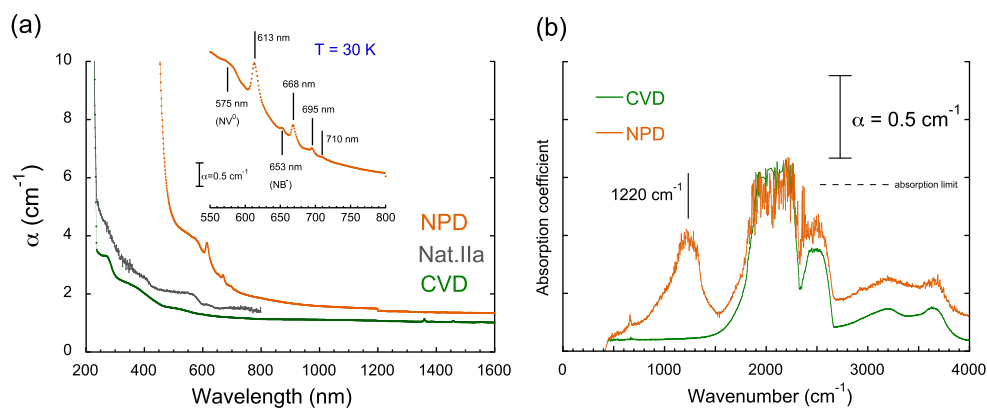 (a)
T = 30 K
613 nm
668 nm
695 nm
710 nm
575 nm
(NV⁰)
653 nm
(NB⁻)
α=0.5 cm⁻¹
550 600 650 700 750 800
10
8
6
4
2
0
α (cm⁻¹)
NPD
Nat.IIa
CVD
200 400 600 800 1000 1200 1400 1600
Wavelength (nm)
(b)
CVD
NPD
α = 0.5 cm⁻¹
absorption limit
1220 cm⁻¹
Absorption coefficient
0 1000 2000 3000 4000
Wavenumber (cm⁻¹)